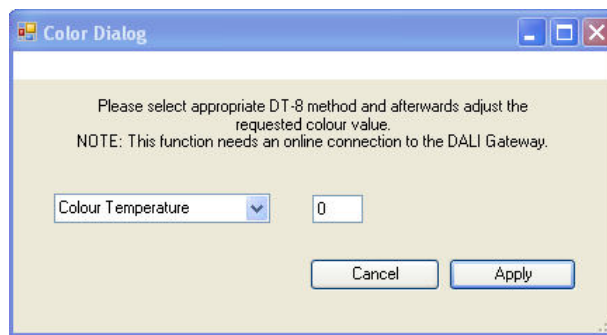 Color Dialog
Please select appropriate DT-8 method and afterwards adjust the
requested colour value.
NOTE: This function needs an online connection to the DALI Gateway.
Colour Temperature 0
Cancel Apply